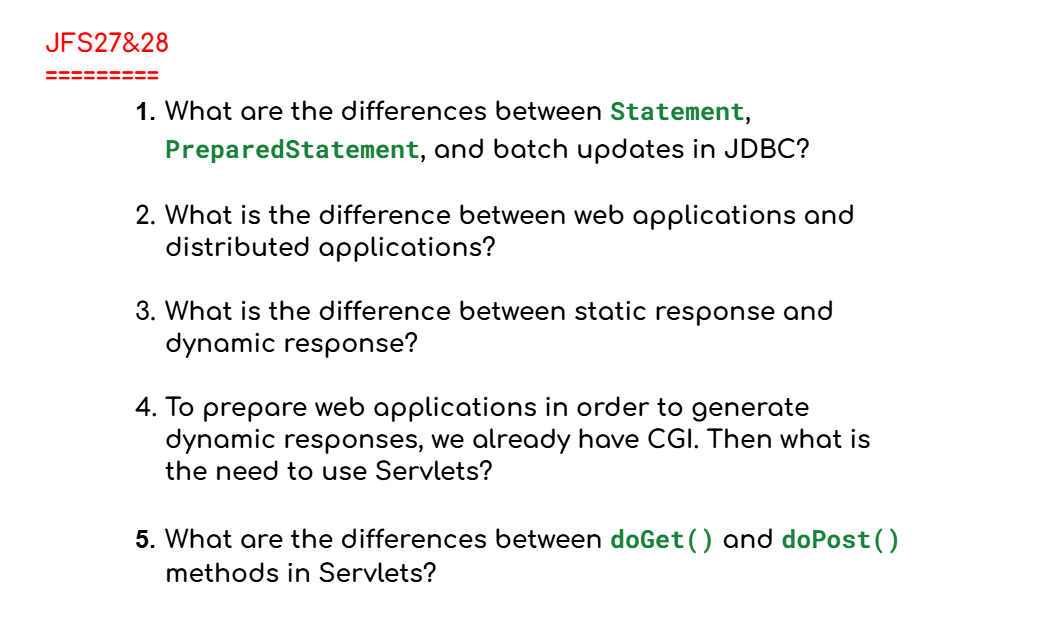 JFS27&28
=========
1. What are the differences between Statement,
PreparedStatement, and batch updates in JDBC?
2. What is the difference between web applications and
distributed applications?
3. What is the difference between static response and
dynamic response?
4. To prepare web applications in order to generate
dynamic responses, we already have CGI. Then what is
the need to use Servlets?
5. What are the differences between doGet() and doPost()
methods in Servlets?